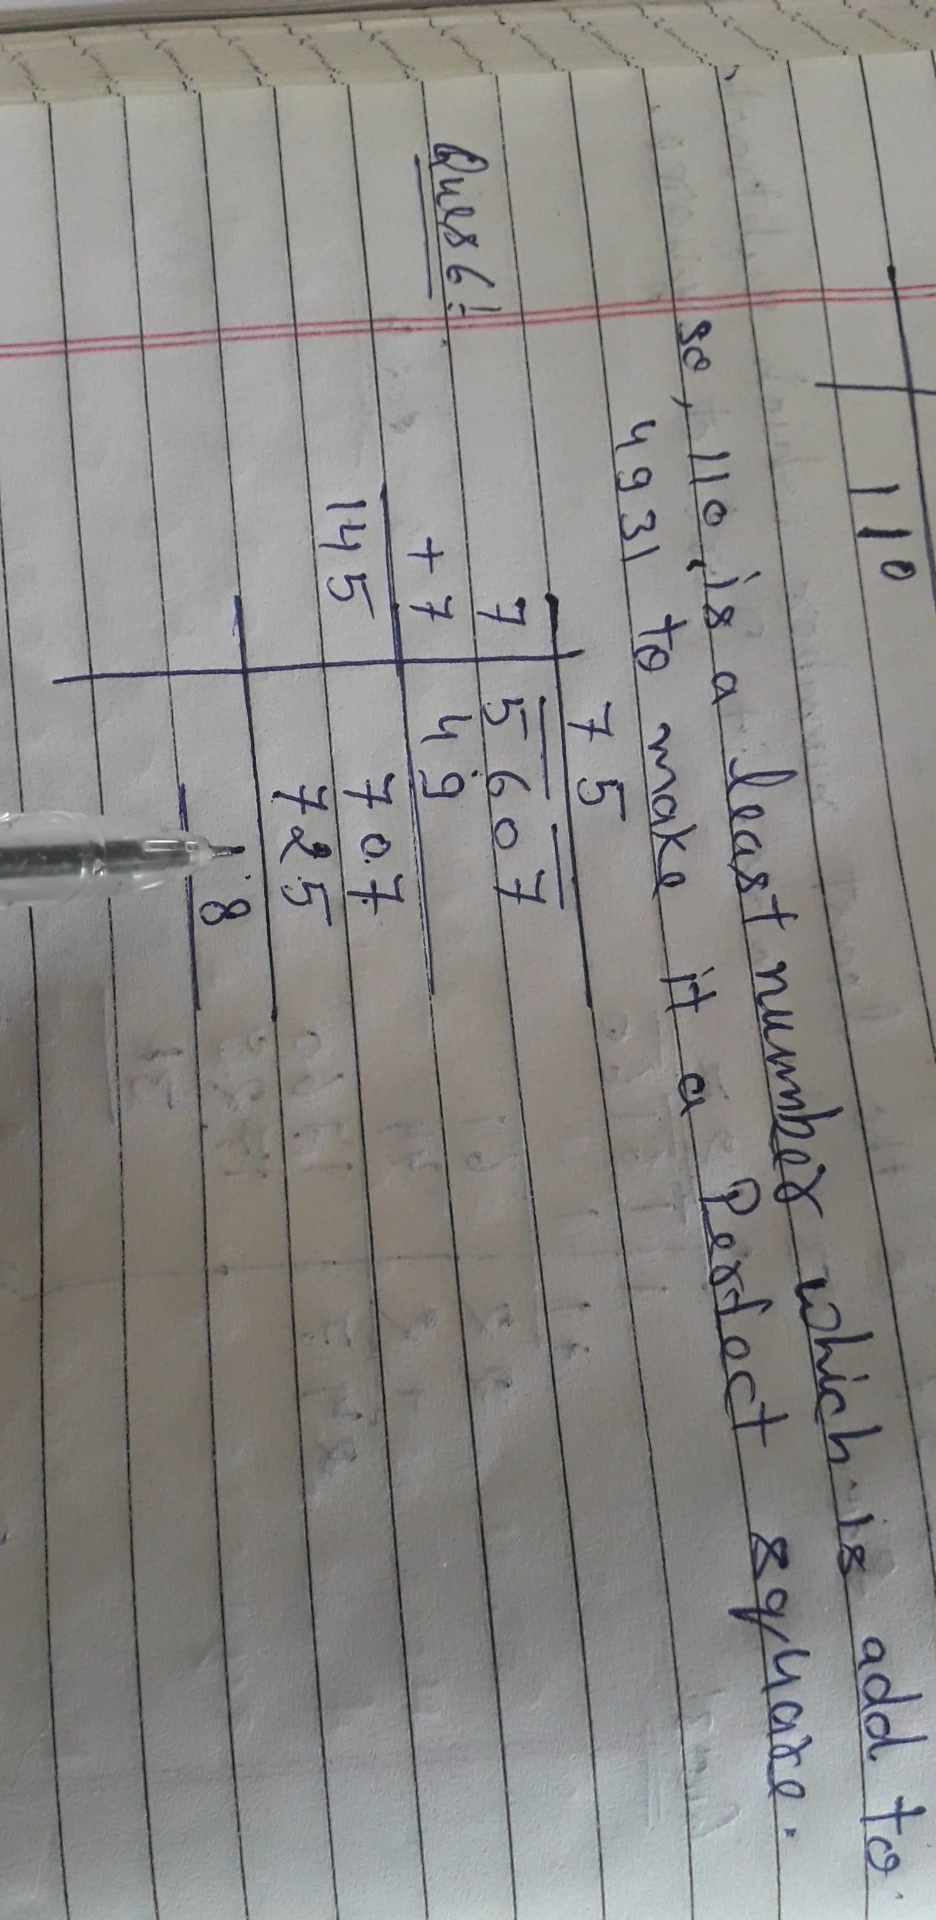 110
so, 110, is a least number which is add to
4931 to make it a Perfect square.
Ques 6!
75
7 5607
+7 49
145 707
725
18